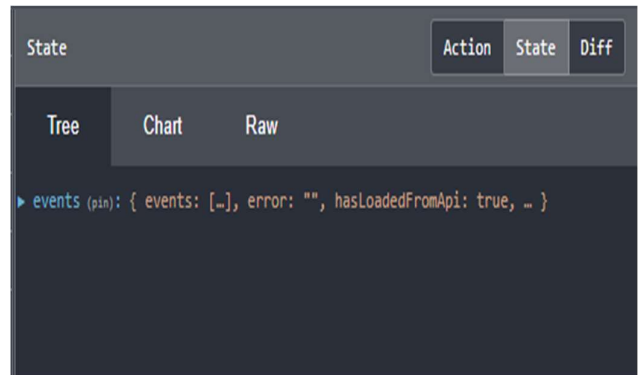 State Action State Diff
Tree Chart Raw
▶ events (pin): { events: […], error: "", hasLoadedFromApi: true, … }